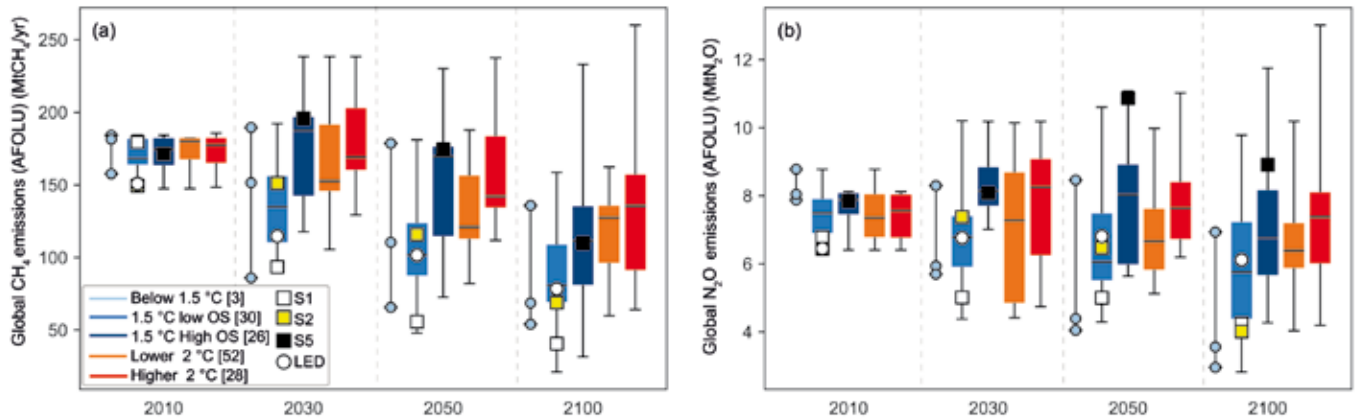 (a)
Global CH₄ emissions (AFOLU) (MtCH₄/yr)
250
200
150
100
50
Below 1.5 °C [3]
1.5 °C low OS [30]
1.5 °C High OS [26]
Lower 2 °C [52]
Higher 2 °C [28]
S1
S2
S5
LED
2010 2030 2050 2100
(b)
Global N₂O emissions (AFOLU) (MtN₂O)
12
10
8
6
4
2010 2030 2050 2100